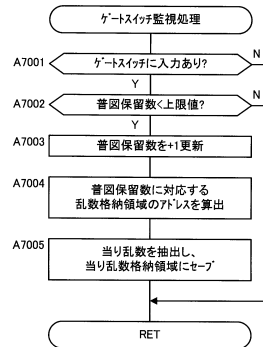 ｹﾞｰﾄｽｲｯﾁ監視処理
A7001
ｹﾞｰﾄｽｲｯﾁに入力あり?
N
Y
A7002
普図保留数<上限値?
N
Y
A7003
普図保留数を+1更新
A7004
普図保留数に対応する
乱数格納領域のｱﾄﾞﾚｽを算出
A7005
当り乱数を抽出し、
当り乱数格納領域にｾｰﾌﾞ
RET